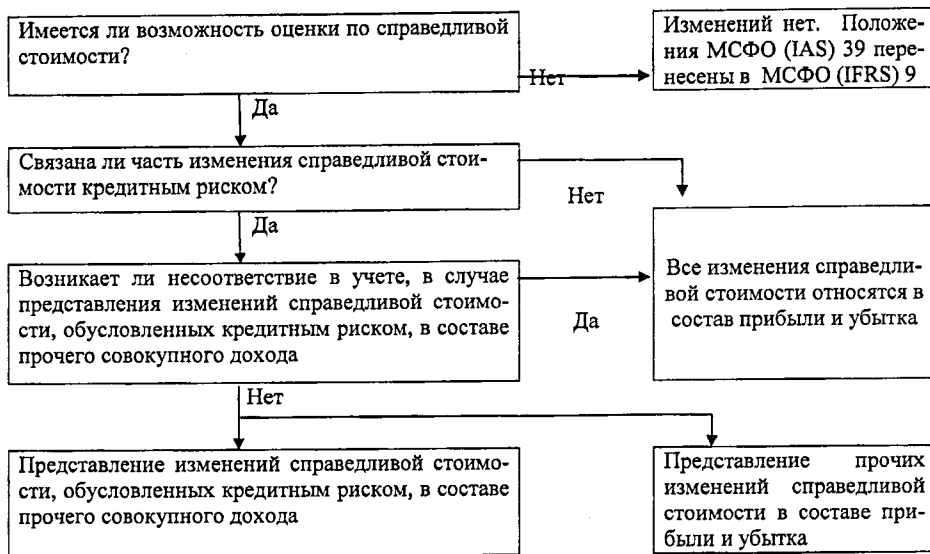 Имеется ли возможность оценки по справедливой
стоимости?
Изменений нет. Положе-
ния МСФО (IAS) 39 пере-
несены в МСФО (IFRS) 9
Нет
Да
Связана ли часть изменения справедливой стои-
мости кредитным риском?
Нет
Да
Возникает ли несоответствие в учете, в случае
представления изменений справедливой стоимо-
сти, обусловленных кредитным риском, в составе
прочего совокупного дохода
Да
Все изменения справедли-
вой стоимости относятся в
состав прибыли и убытка
Нет
Представление изменений справедливой стоимо-
сти, обусловленных кредитным риском, в составе
прочего совокупного дохода
Представление прочих
изменений справедливой
стоимости в составе при-
были и убытка